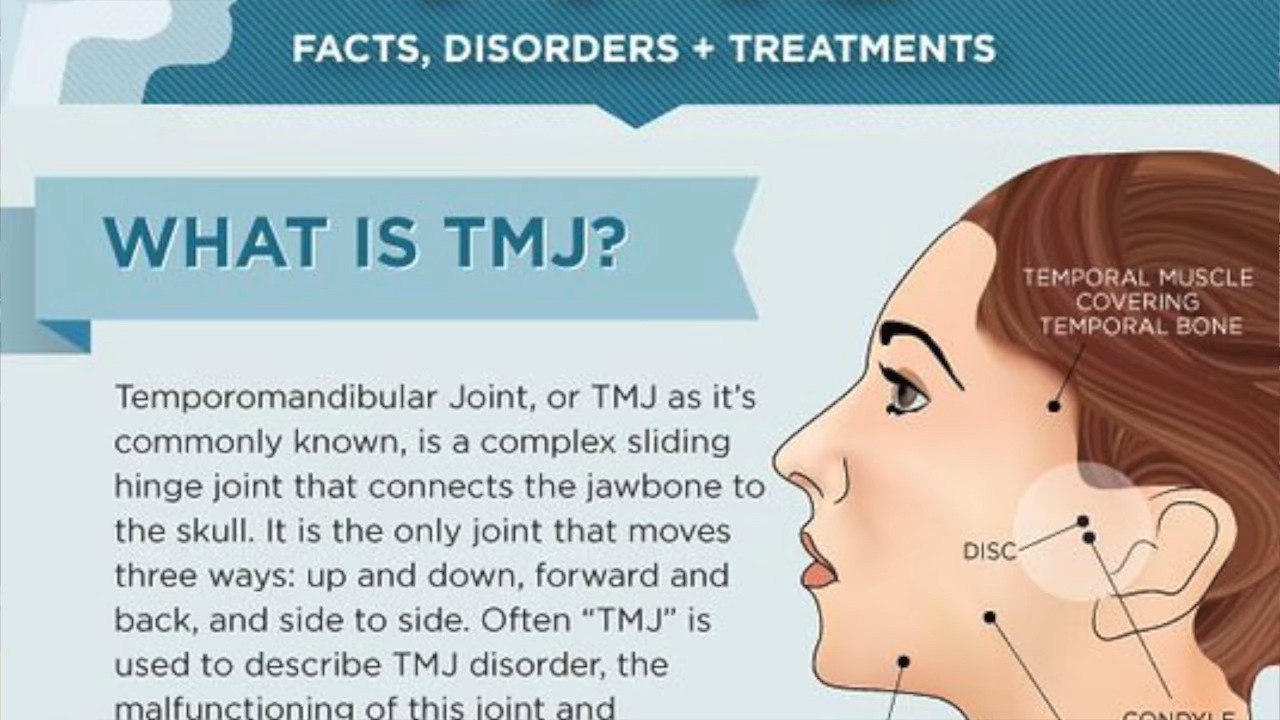 FACTS, DISORDERS + TREATMENTS
WHAT IS TMJ?
Temporomandibular Joint, or TMJ as it's
commonly known, is a complex sliding
hinge joint that connects the jawbone to
the skull. It is the only joint that moves
three ways: up and down, forward and
back, and side to side. Often “TMJ” is
used to describe TMJ disorder, the
malfunctioning of this joint and
TEMPORAL MUSCLE
COVERING
TEMPORAL BONE
DISC
CONDYLE